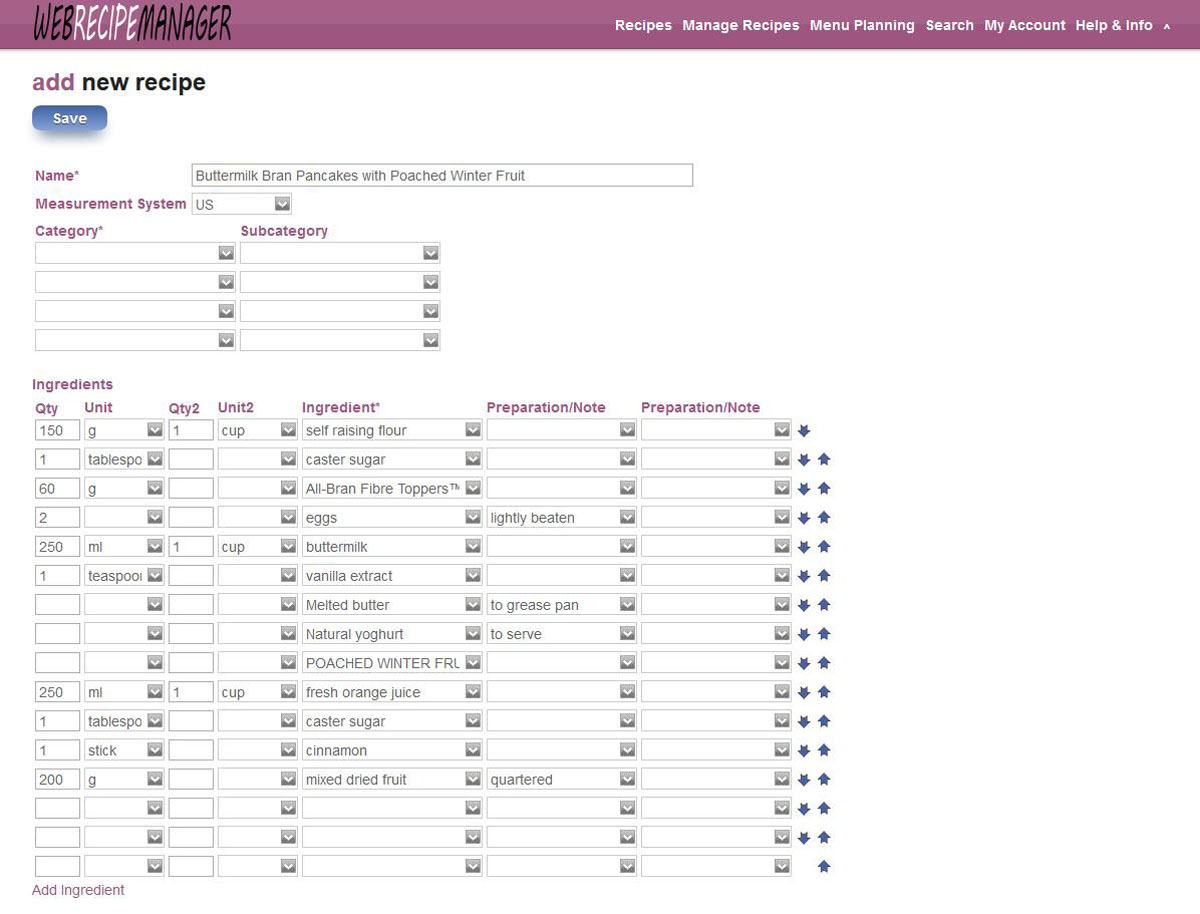 WEBRECIPEMANAGER
Recipes Manage Recipes Menu Planning Search My Account Help & Info
add new recipe
Save
Name* Buttermilk Bran Pancakes with Poached Winter Fruit
Measurement System US
Category* Subcategory
Ingredients
Qty Unit Qty2 Unit2 Ingredient* Preparation/Note Preparation/Note
150 g 1 cup self raising flour
1 tablespo caster sugar
60 g All-Bran Fibre Toppers™
2 eggs lightly beaten
250 ml 1 cup buttermilk
1 teaspoo vanilla extract
Melted butter to grease pan
Natural yoghurt to serve
POACHED WINTER FRU
250 ml 1 cup fresh orange juice
1 tablespo caster sugar
1 stick cinnamon
200 g mixed dried fruit quartered
Add Ingredient